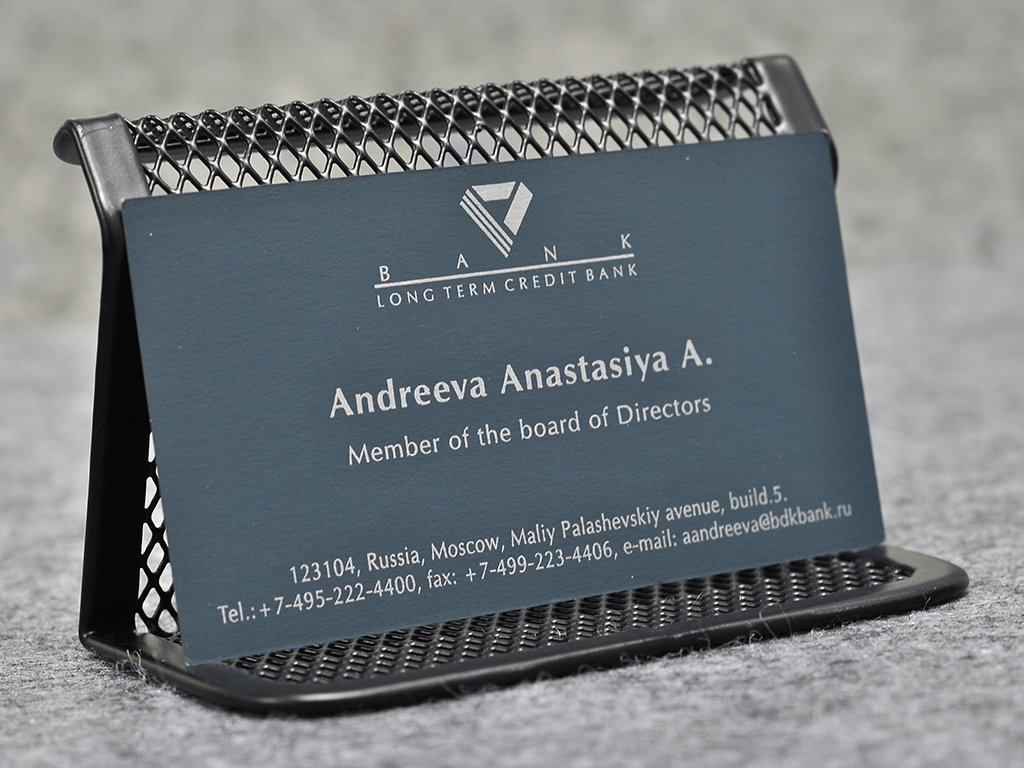 BANK
LONG TERM CREDIT BANK
Andreeva Anastasiya A.
Member of the board of Directors
123104, Russia, Moscow, Maliy Palashevskiy avenue, build.5.
Tel.:+7-495-222-4400, fax: +7-499-223-4406, e-mail: aandreeva@bdkbank.ru